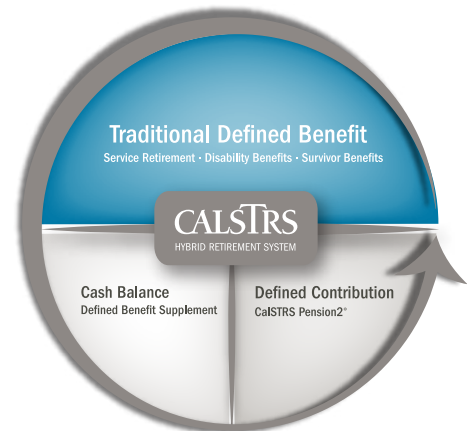 Traditional Defined Benefit
Service Retirement · Disability Benefits · Survivor Benefits
CALSTRS
HYBRID RETIREMENT SYSTEM
Cash Balance
Defined Benefit Supplement
Defined Contribution
CalSTRS Pension2®